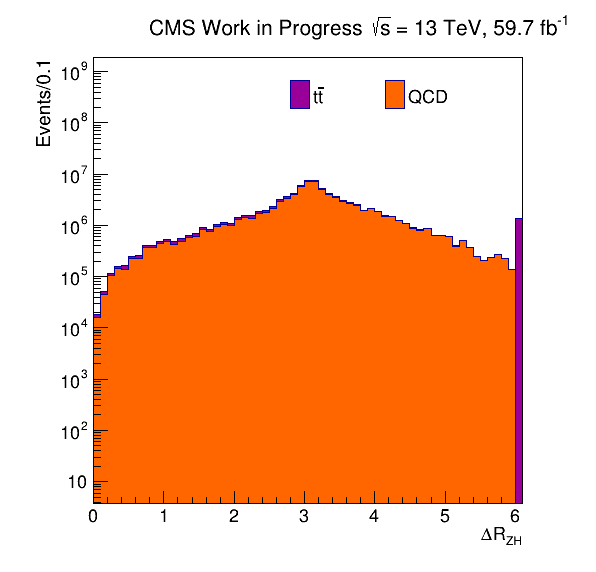 CMS Work in Progress √s = 13 TeV, 59.7 fb⁻¹
Events/0.1
tt̄ QCD
10⁹
10⁸
10⁷
10⁶
10⁵
10⁴
10³
10²
10
0 1 2 3 4 5 6
ΔR_ZH